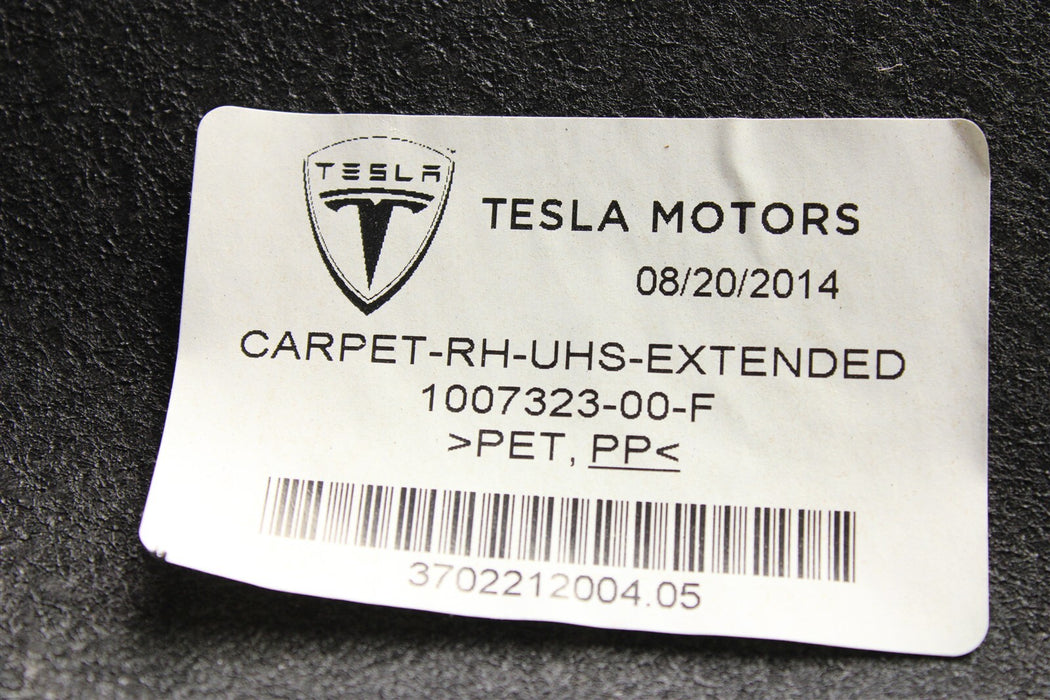 TESLA
TESLA MOTORS
08/20/2014
CARPET-RH-UHS-EXTENDED
1007323-00-F
>PET, PP<
3702212004.05